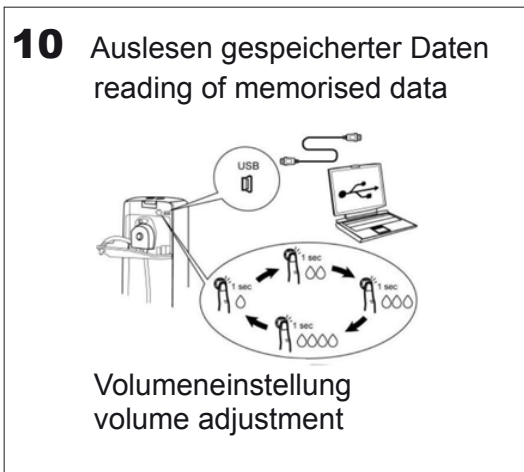 10 Auslesen gespeicherter Daten
reading of memorised data
USB
1 sec
1 sec
1 sec
1 sec
Volumeneinstellung
volume adjustment